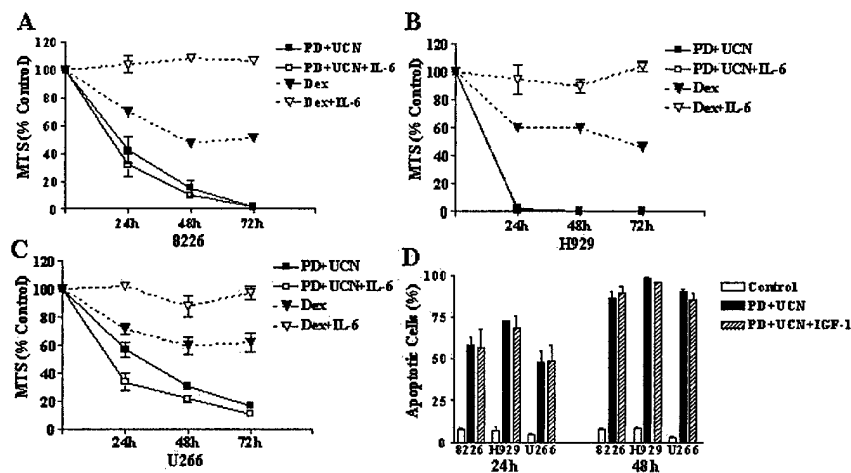 A
PD+UCN
PD+UCN+IL-6
Dex
Dex+IL-6
MTS (% Control)
120
100
80
60
40
20
0
24h 48h 72h
8226
B
PD+UCN
PD+UCN+IL-6
Dex
Dex+IL-6
MTS (% Control)
120
100
80
60
40
20
0
24h 48h 72h
H929
C
PD+UCN
PD+UCN+IL-6
Dex
Dex+IL-6
MTS (% Control)
120
100
80
60
40
20
0
24h 48h 72h
U266
D
Control
PD+UCN
PD+UCN+IGF-1
Apoptotic Cells (%)
100
75
50
25
0
8226 H929 U266 8226 H929 U266
24h 48h